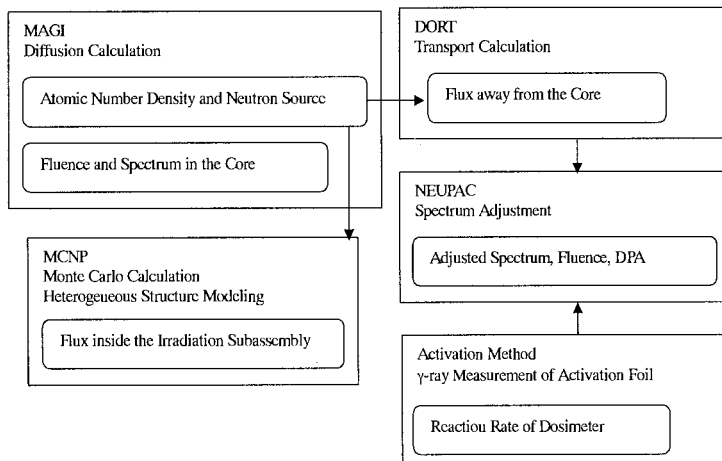 MAGI
Diffusion Calculation
Atomic Number Density and Neutron Source
Fluence and Spectrum in the Core
MCNP
Monte Carlo Calculation
Heterogeueous Structure Modeling
Flux inside the Irradiation Subassembly
DORT
Transport Calculation
Flux away from the Core
NEUPAC
Spectrum Adjustment
Adjusted Spectrum, Fluence, DPA
Activation Method
γ-ray Measurement of Activation Foil
Reactiou Rate of Dosimeter